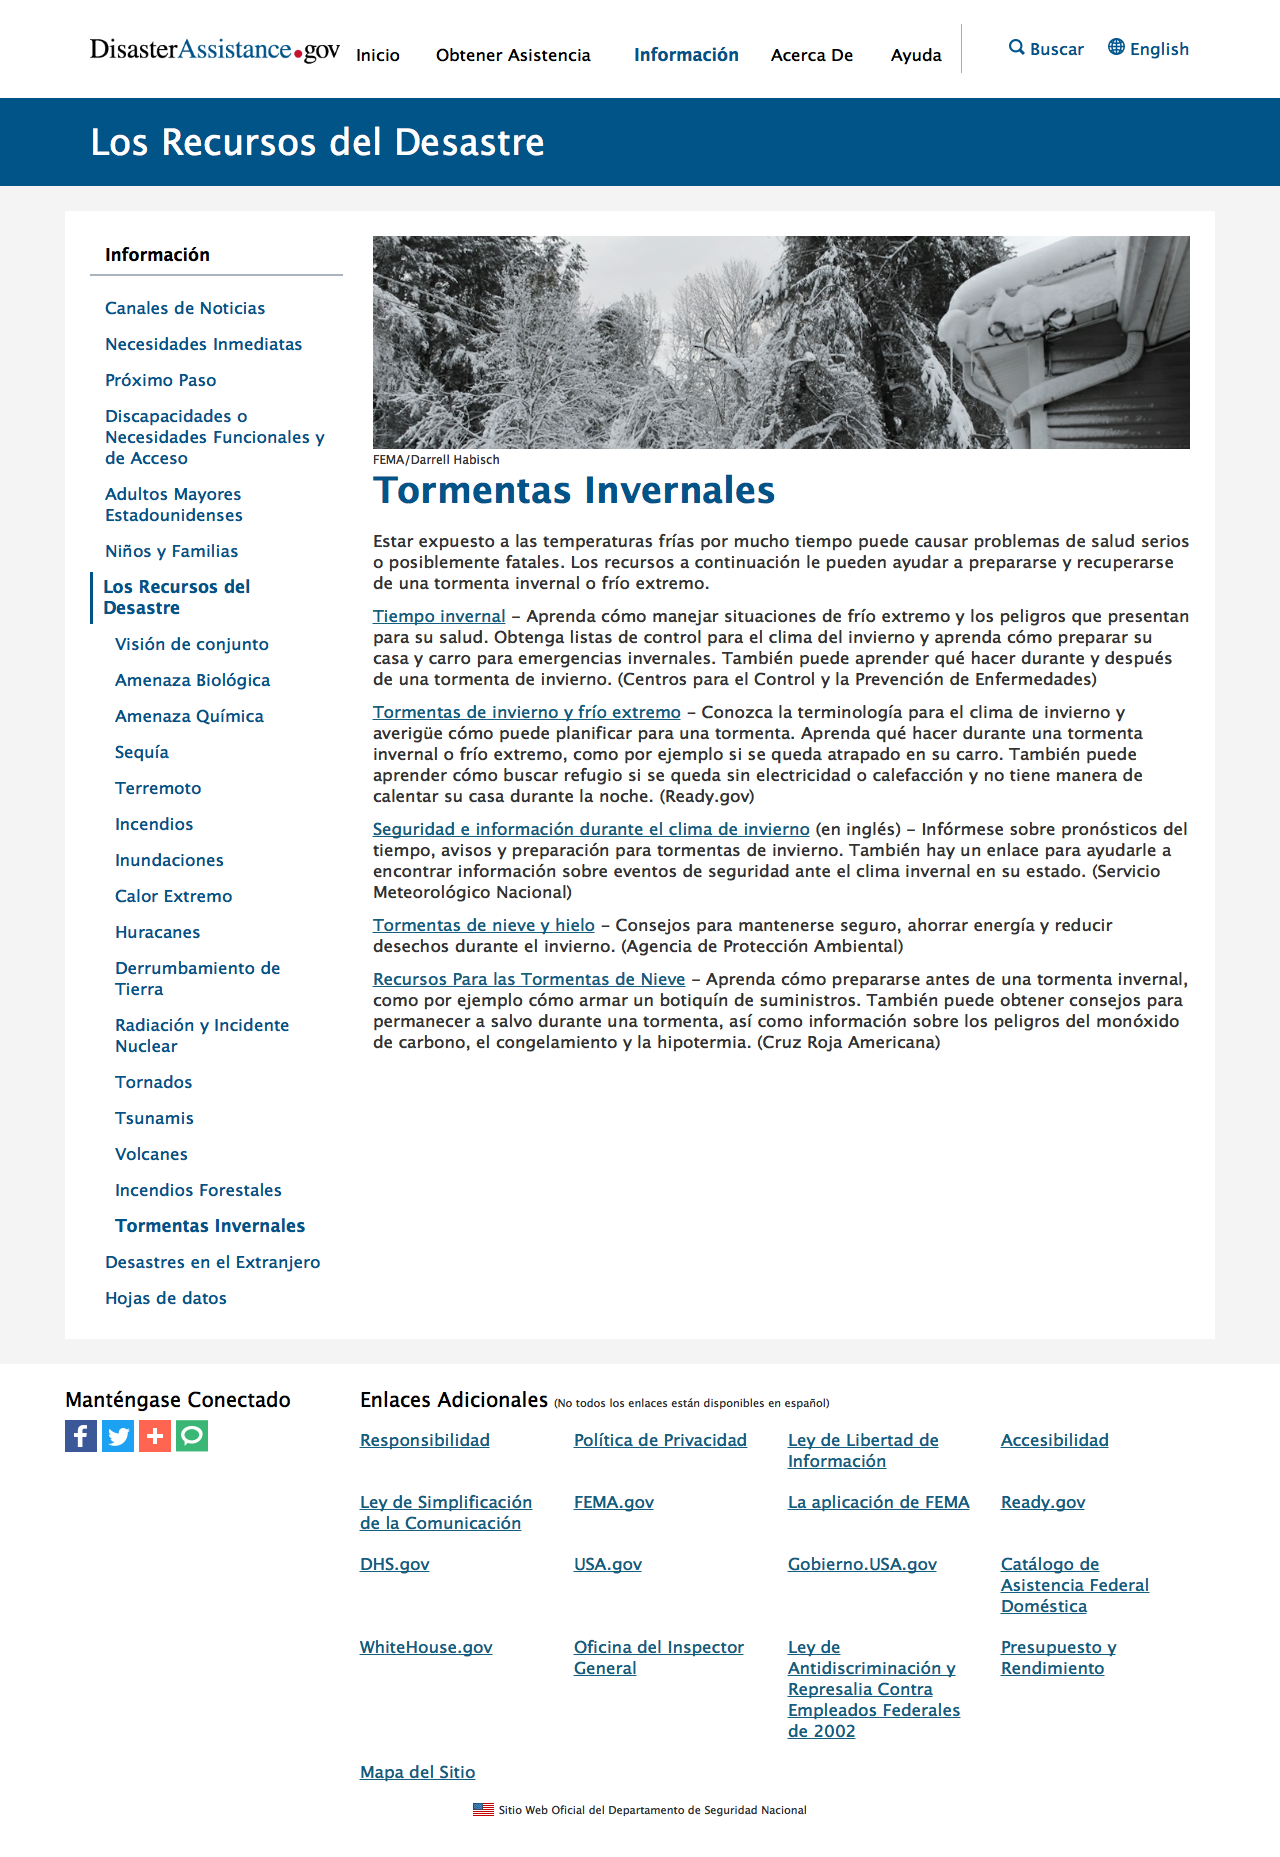 DisasterAssistance.gov
Inicio
Obtener Asistencia
Información
Acerca De
Ayuda
Buscar
English
Los Recursos del Desastre
Información
Canales de Noticias
Necesidades Inmediatas
Próximo Paso
Discapacidades o
Necesidades Funcionales y
de Acceso
Adultos Mayores
Estadounidenses
Niños y Familias
Los Recursos del
Desastre
Visión de conjunto
Amenaza Biológica
Amenaza Química
Sequía
Terremoto
Incendios
Inundaciones
Calor Extremo
Huracanes
Derrumbamiento de
Tierra
Radiación y Incidente
Nuclear
Tornados
Tsunamis
Volcanes
Incendios Forestales
Tormentas Invernales
Desastres en el Extranjero
Hojas de datos
FEMA/Darrell Habisch
Tormentas Invernales
Estar expuesto a las temperaturas frías por mucho tiempo puede causar problemas de salud serios
o posiblemente fatales. Los recursos a continuación le pueden ayudar a prepararse y recuperarse
de una tormenta invernal o frío extremo.
Tiempo invernal – Aprenda cómo manejar situaciones de frío extremo y los peligros que presentan
para su salud. Obtenga listas de control para el clima del invierno y aprenda cómo preparar su
casa y carro para emergencias invernales. También puede aprender qué hacer durante y después
de una tormenta de invierno. (Centros para el Control y la Prevención de Enfermedades)
Tormentas de invierno y frío extremo – Conozca la terminología para el clima de invierno y
averigüe cómo puede planificar para una tormenta. Aprenda qué hacer durante una tormenta
invernal o frío extremo, como por ejemplo si se queda atrapado en su carro. También puede
aprender cómo buscar refugio si se queda sin electricidad o calefacción y no tiene manera de
calentar su casa durante la noche. (Ready.gov)
Seguridad e información durante el clima de invierno (en inglés) – Infórmese sobre pronósticos del
tiempo, avisos y preparación para tormentas de invierno. También hay un enlace para ayudarle a
encontrar información sobre eventos de seguridad ante el clima invernal en su estado. (Servicio
Meteorológico Nacional)
Tormentas de nieve y hielo – Consejos para mantenerse seguro, ahorrar energía y reducir
desechos durante el invierno. (Agencia de Protección Ambiental)
Recursos Para las Tormentas de Nieve – Aprenda cómo prepararse antes de una tormenta invernal,
como por ejemplo cómo armar un botiquín de suministros. También puede obtener consejos para
permanecer a salvo durante una tormenta, así como información sobre los peligros del monóxido
de carbono, el congelamiento y la hipotermia. (Cruz Roja Americana)
Manténgase Conectado
Enlaces Adicionales (No todos los enlaces están disponibles en español)
Responsibilidad
Política de Privacidad
Ley de Libertad de
Información
Accesibilidad
Ley de Simplificación
de la Comunicación
FEMA.gov
La aplicación de FEMA
Ready.gov
DHS.gov
USA.gov
Gobierno.USA.gov
Catálogo de
Asistencia Federal
Doméstica
WhiteHouse.gov
Oficina del Inspector
General
Ley de
Antidiscriminación y
Represalia Contra
Empleados Federales
de 2002
Presupuesto y
Rendimiento
Mapa del Sitio
Sitio Web Oficial del Departamento de Seguridad Nacional